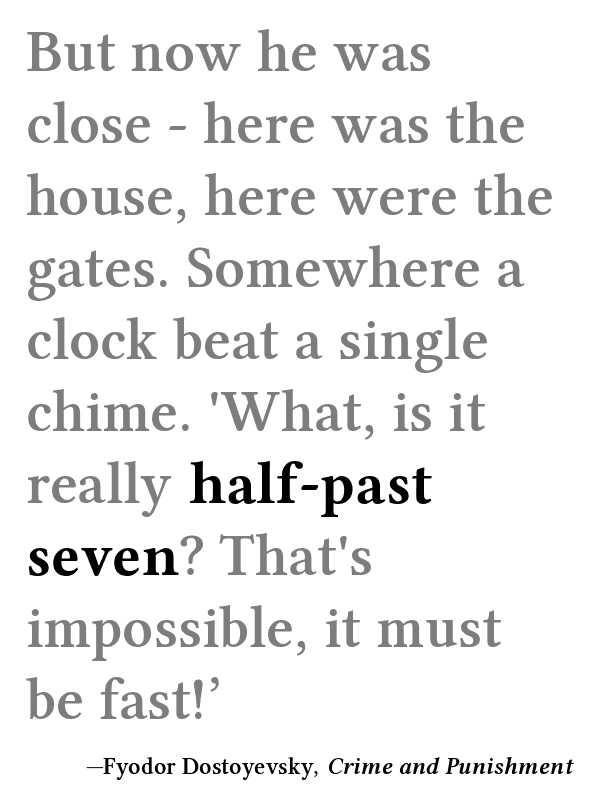 But now he was
close - here was the
house, here were the
gates. Somewhere a
clock beat a single
chime. 'What, is it
really half-past
seven? That's
impossible, it must
be fast!’
—Fyodor Dostoyevsky, Crime and Punishment